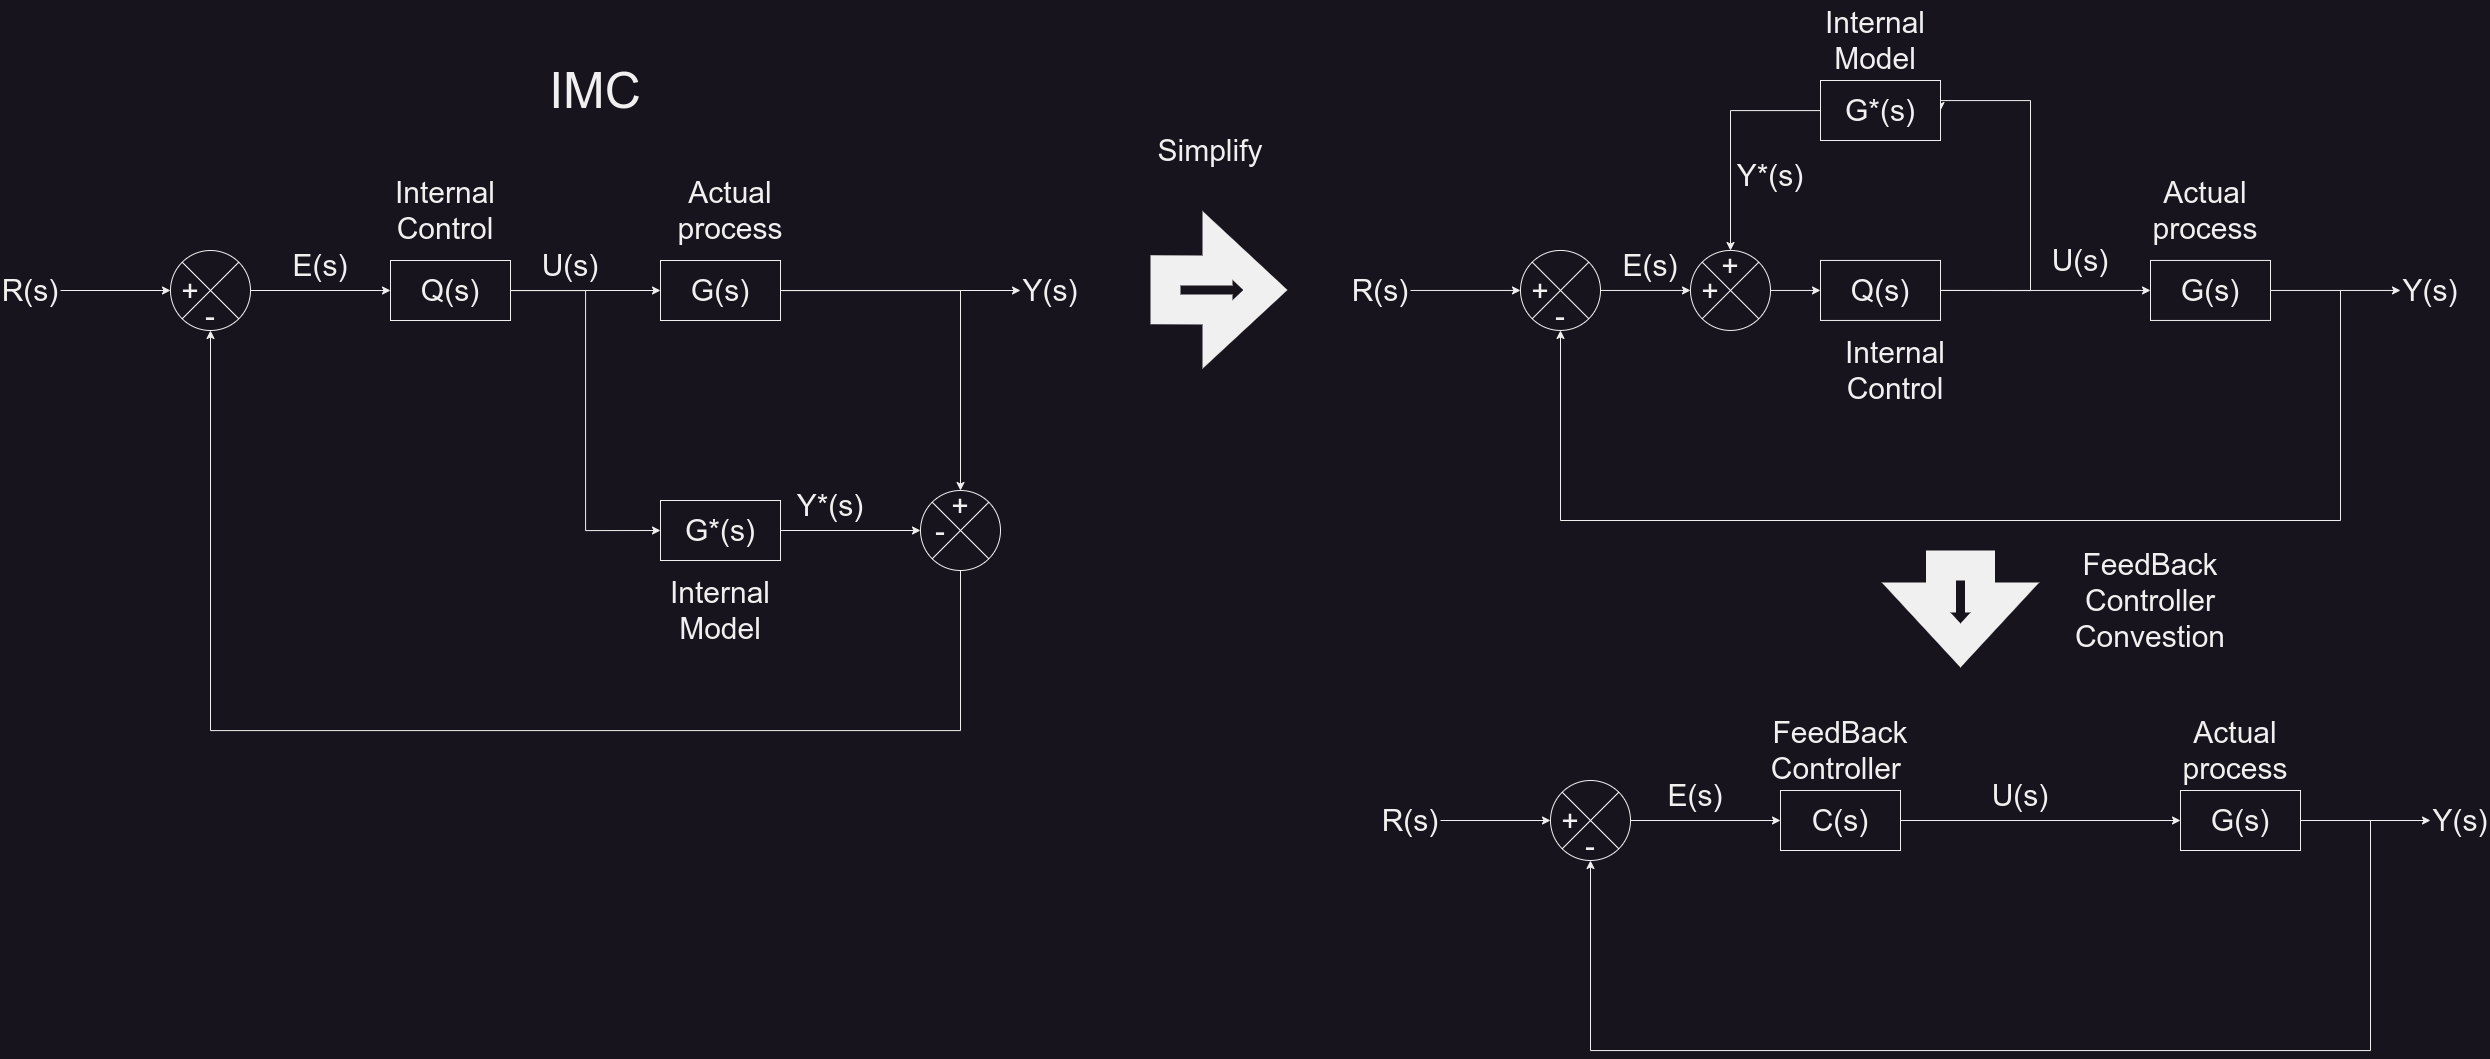 IMC
Internal
Control
Actual
process
R(s)
+
-
E(s)
Q(s)
U(s)
G(s)
Y(s)
G*(s)
Y*(s)
+
-
Internal
Model
Simplify
Internal
Model
G*(s)
Y*(s)
Actual
process
R(s)
+
-
E(s)
+
+
Q(s)
U(s)
G(s)
Y(s)
Internal
Control
FeedBack
Controller
Convestion
FeedBack
Controller
Actual
process
R(s)
+
-
E(s)
C(s)
U(s)
G(s)
Y(s)